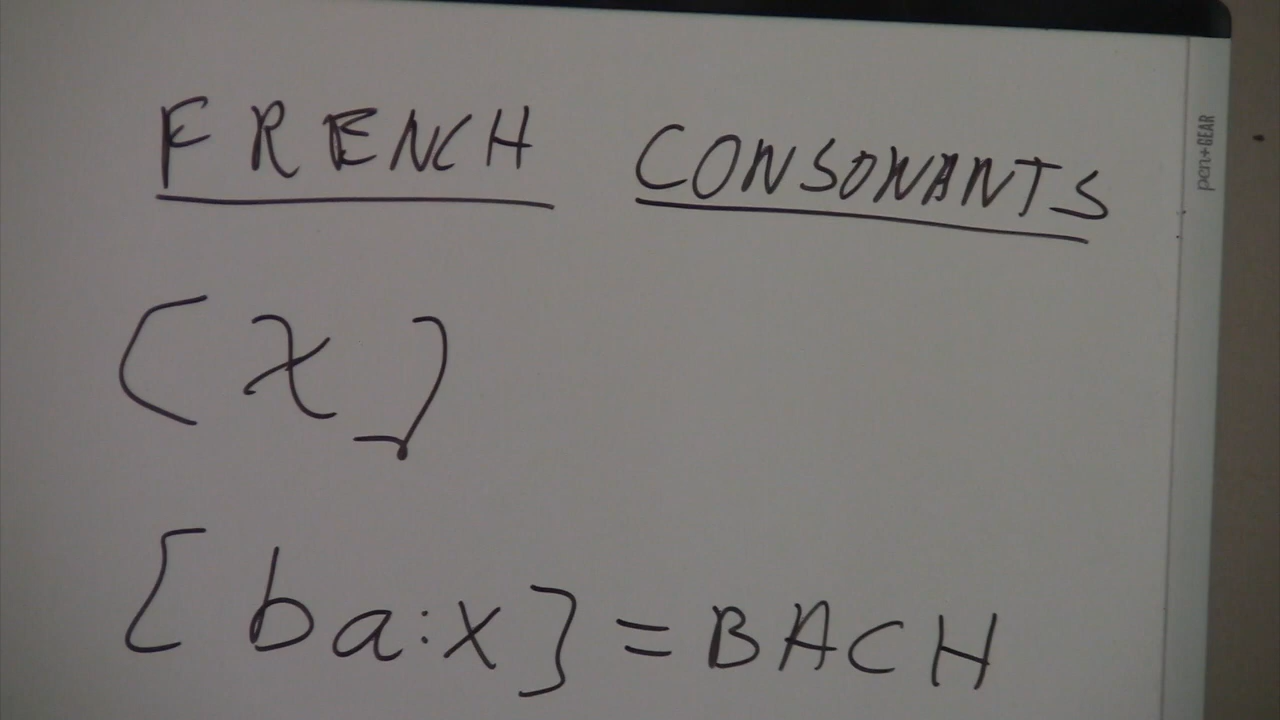 FRENCH CONSONANTS
[χ]
[ba:x] = BACH
pen+GEAR